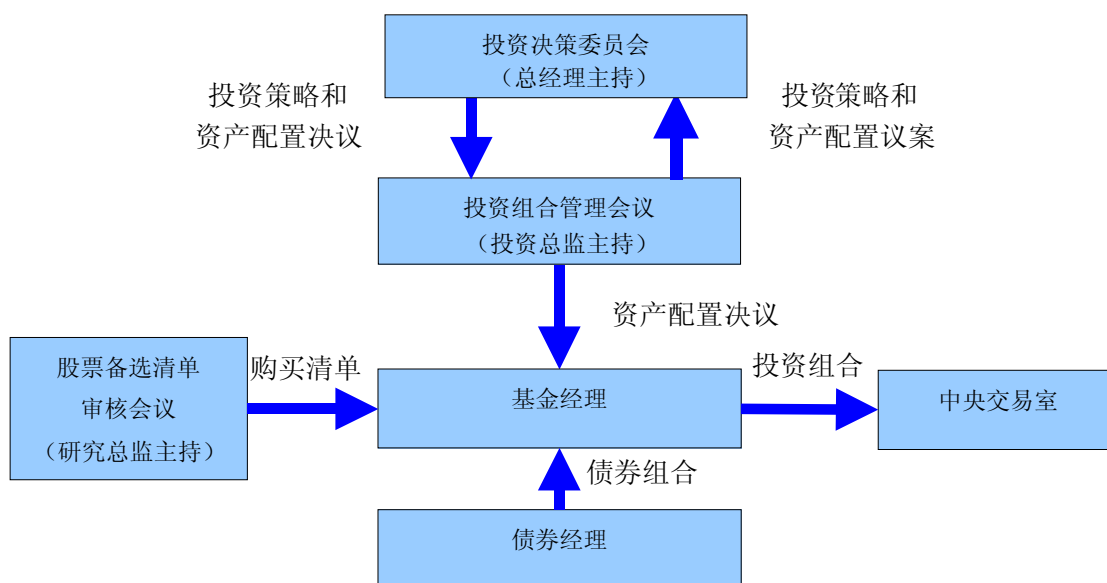 投资决策委员会
（总经理主持）
投资策略和
资产配置决议
投资策略和
资产配置议案
投资组合管理会议
（投资总监主持）
资产配置决议
股票备选清单
审核会议
（研究总监主持）
购买清单
基金经理
投资组合
中央交易室
债券组合
债券经理